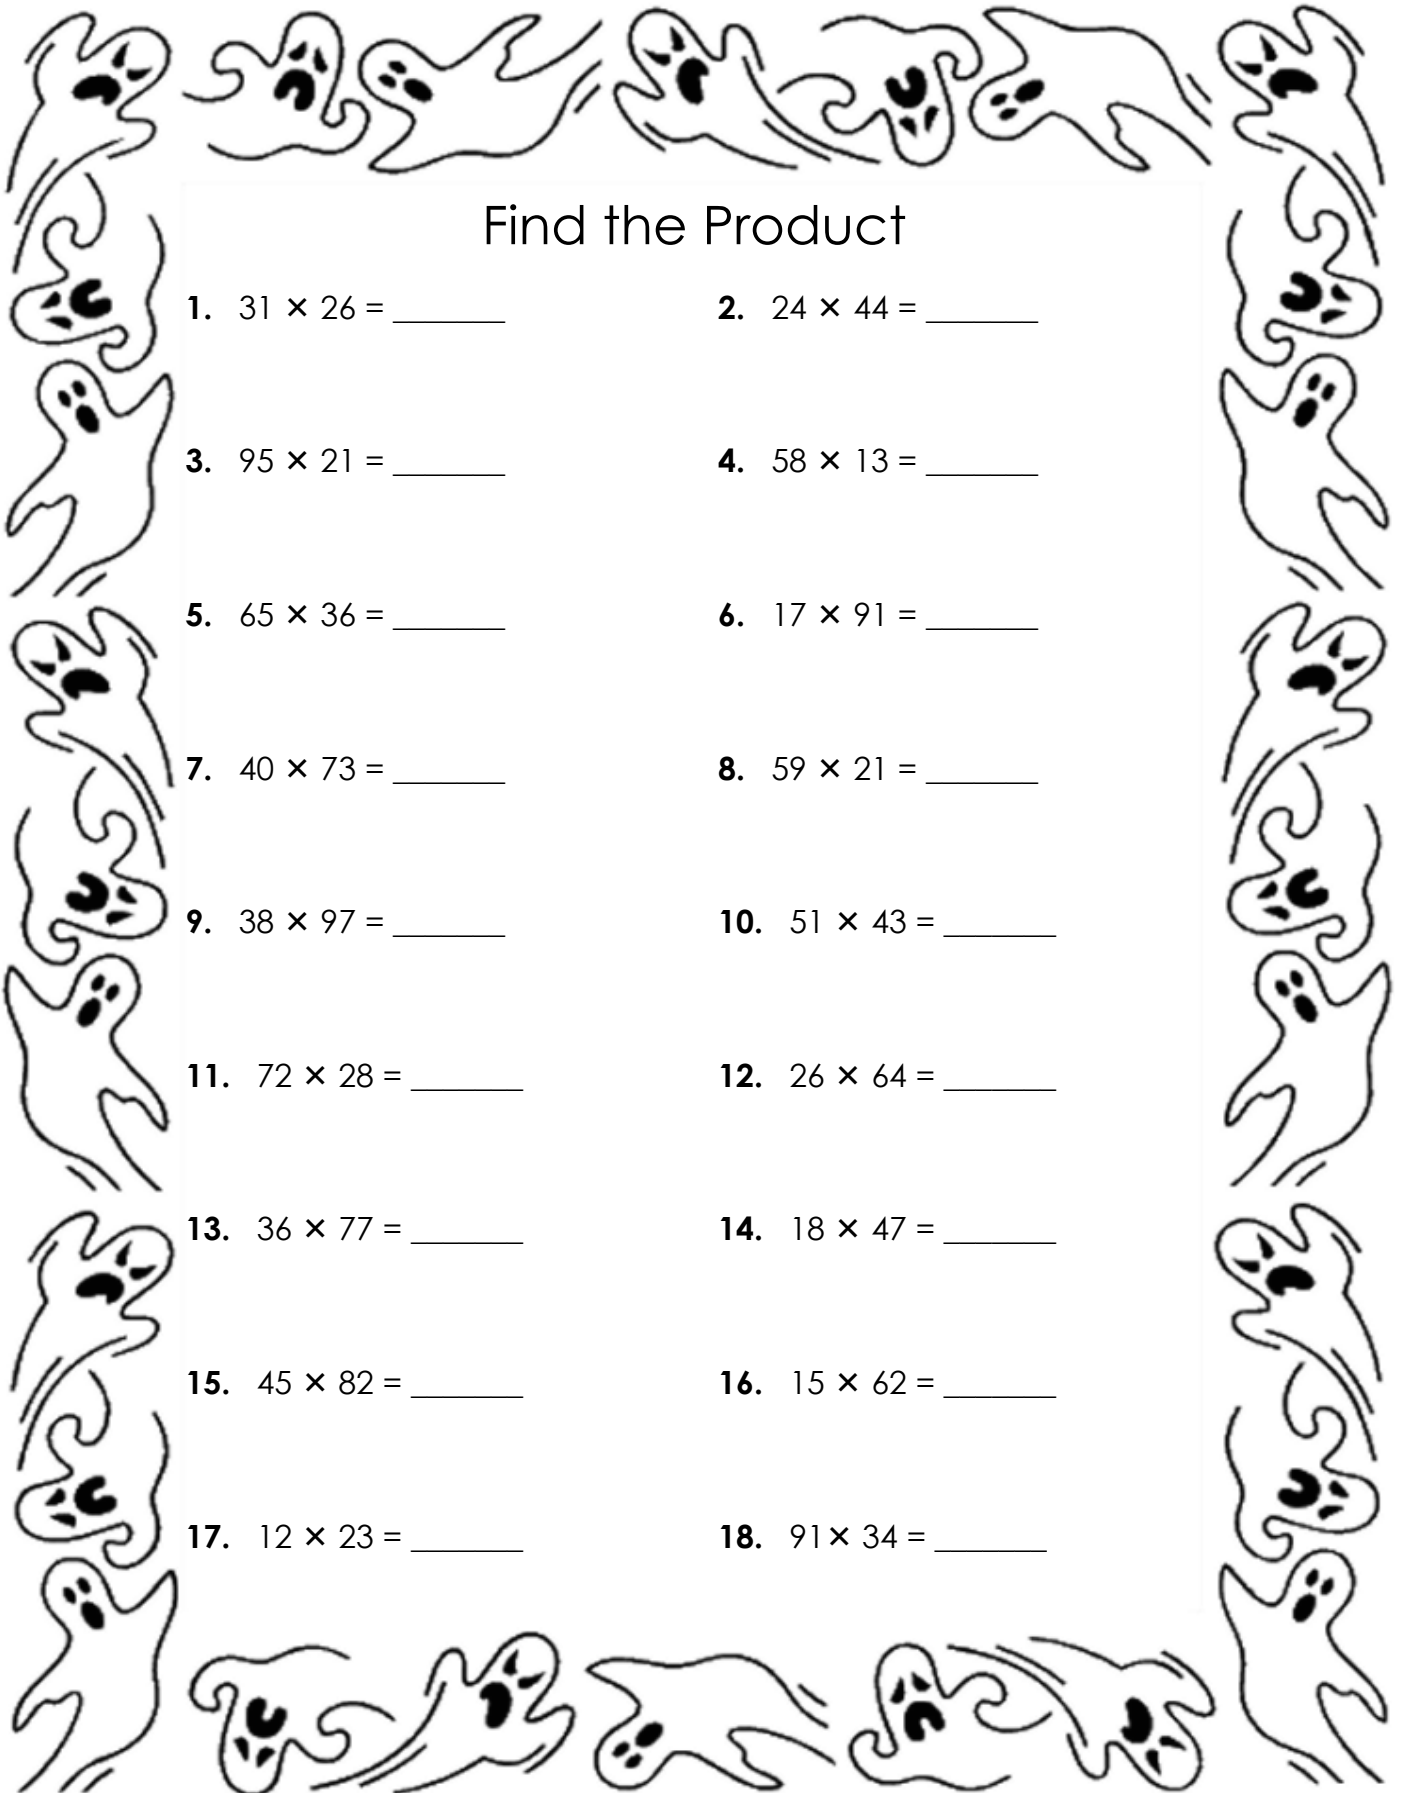 Find the Product
1. 31 × 26 = _______ 2. 24 × 44 = _______
3. 95 × 21 = _______ 4. 58 × 13 = _______
5. 65 × 36 = _______ 6. 17 × 91 = _______
7. 40 × 73 = _______ 8. 59 × 21 = _______
9. 38 × 97 = _______ 10. 51 × 43 = _______
11. 72 × 28 = _______ 12. 26 × 64 = _______
13. 36 × 77 = _______ 14. 18 × 47 = _______
15. 45 × 82 = _______ 16. 15 × 62 = _______
17. 12 × 23 = _______ 18. 91× 34 = _______